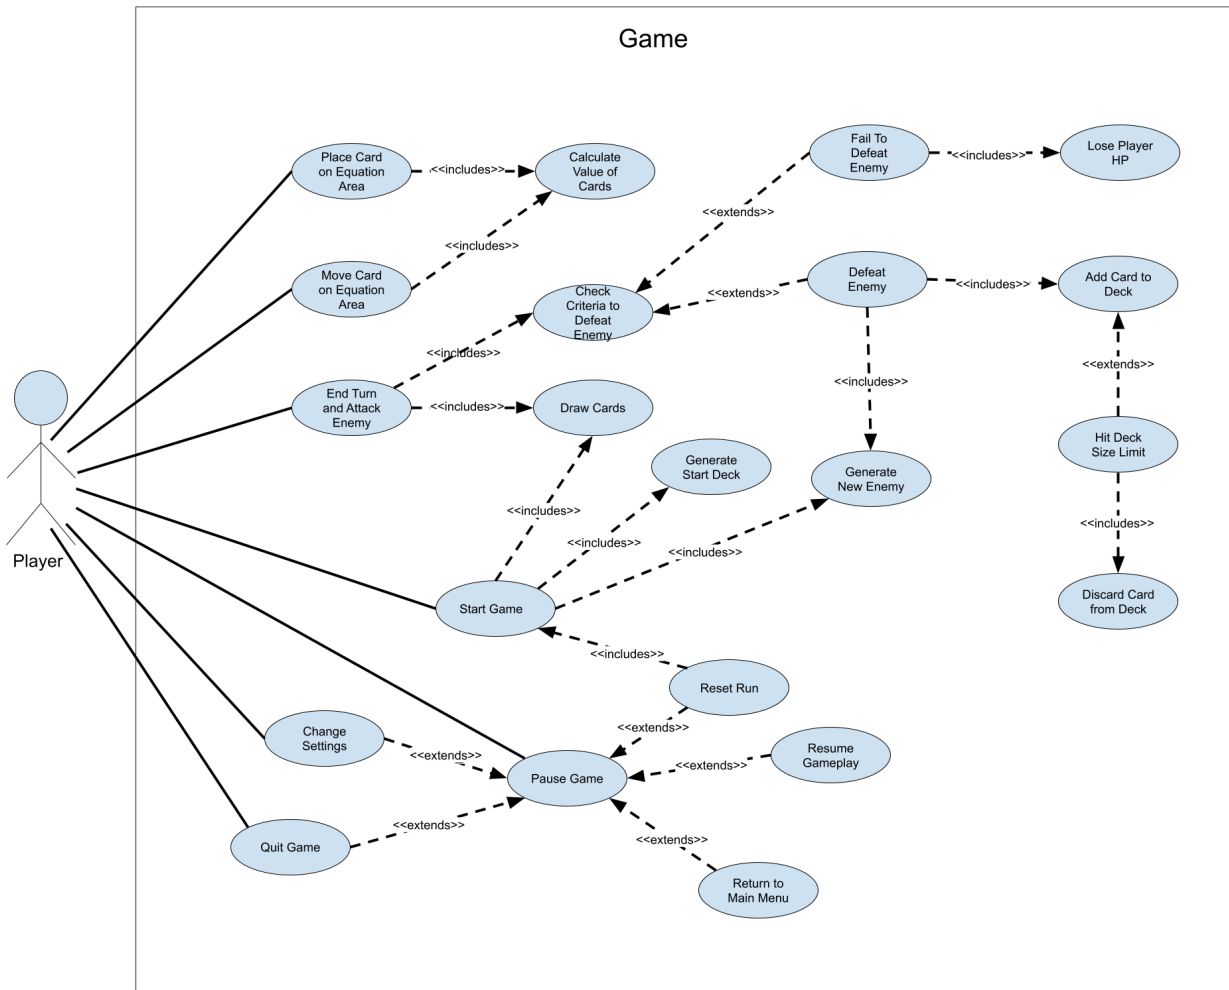 Game
Place Card
on Equation
Area
<<includes>>
Calculate
Value of
Cards
Fail To
Defeat
Enemy
<<includes>>
Lose Player
HP
<<extends>>
<<includes>>
Move Card
on Equation
Area
Check
Criteria to
Defeat
Enemy
<<extends>>
Defeat
Enemy
<<includes>>
Add Card to
Deck
<<includes>>
<<extends>>
<<includes>>
End Turn
and Attack
Enemy
<<includes>>
Draw Cards
Hit Deck
Size Limit
Generate
Start Deck
Generate
New Enemy
<<includes>>
<<includes>>
<<includes>>
<<includes>>
Player
Start Game
Discard Card
from Deck
<<includes>>
Reset Run
<<extends>>
Change
Settings
<<extends>>
Pause Game
<<extends>>
Resume
Gameplay
<<extends>>
Quit Game
<<extends>>
Return to
Main Menu